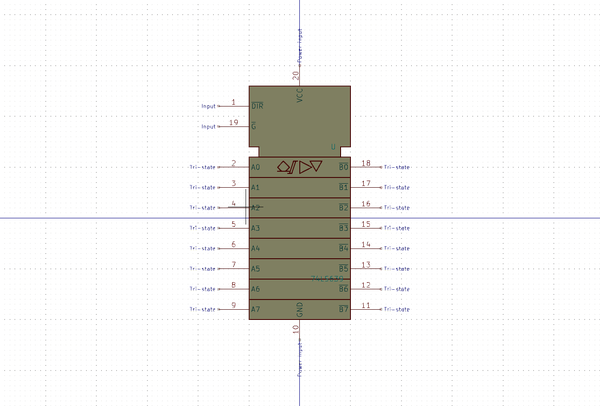 Power input
20
VCC
Input 1 DIR
Input 19 G
U
Tri-state 2 A0 B0 18 Tri-state
Tri-state 3 A1 B1 17 Tri-state
Tri-state 4 A2 B2 16 Tri-state
Tri-state 5 A3 B3 15 Tri-state
Tri-state 6 A4 B4 14 Tri-state
Tri-state 7 A5 B5 13 Tri-state
Tri-state 8 A6 B6 12 Tri-state
Tri-state 9 A7 B7 11 Tri-state
GND
10
Power input